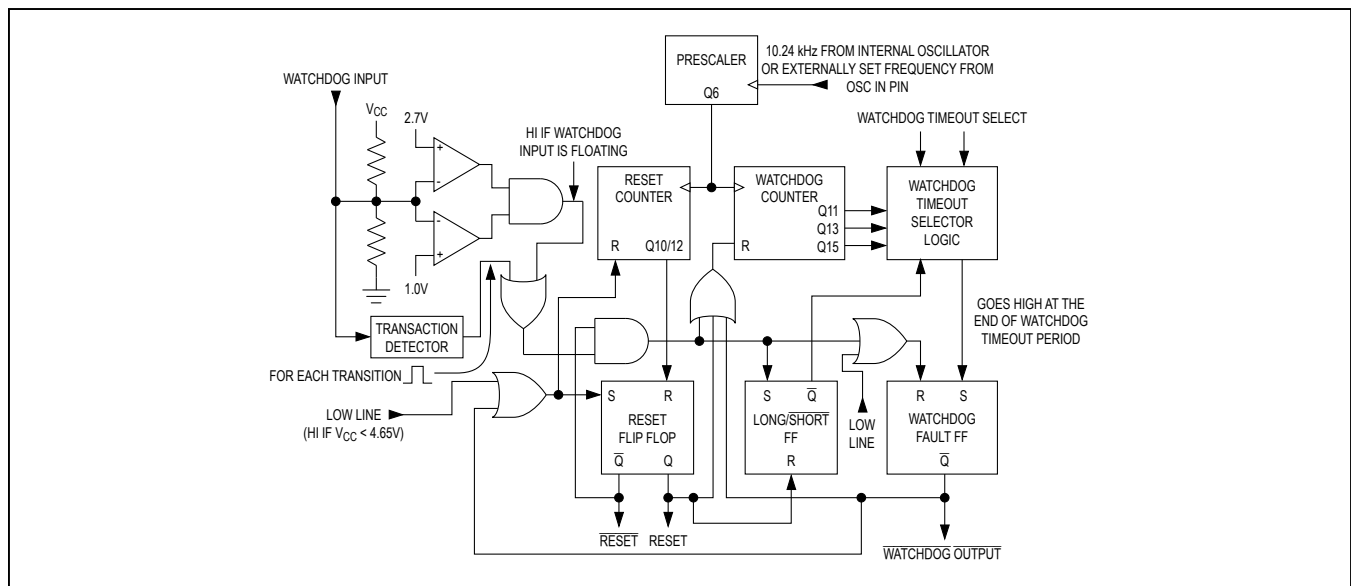 WATCHDOG INPUT
VCC
2.7V
+
-
-
+
1.0V
HI IF WATCHDOG
INPUT IS FLOATING
PRESCALER
Q6
10.24 kHz FROM INTERNAL OSCILLATOR
OR EXTERNALLY SET FREQUENCY FROM
OSC IN PIN
WATCHDOG TIMEOUT SELECT
RESET
COUNTER
R Q10/12
WATCHDOG
COUNTER
Q11
Q13
Q15
R
WATCHDOG
TIMEOUT
SELECTOR
LOGIC
GOES HIGH AT THE
END OF WATCHDOG
TIMEOUT PERIOD
TRANSACTION
DETECTOR
FOR EACH TRANSITION
LOW LINE
(HI IF VCC < 4.65V)
S R
RESET
FLIP FLOP
Q̅ Q
S Q̅
LONG/S̅H̅O̅R̅T̅
FF
R
LOW
LINE
R S
WATCHDOG
FAULT FF
Q̅
R̅E̅S̅E̅T̅ RESET
W̅A̅T̅C̅H̅D̅O̅G̅ O̅U̅T̅P̅U̅T̅